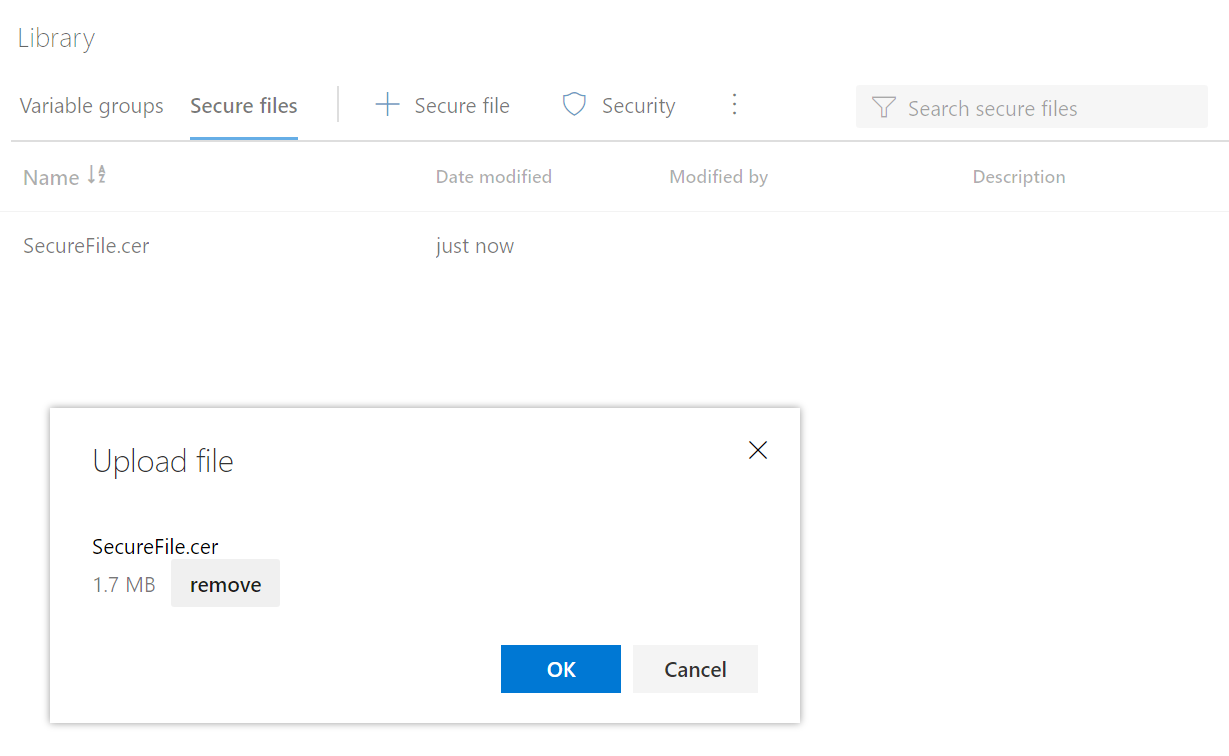 Library
Variable groups Secure files Secure file Security Search secure files
Name Date modified Modified by Description
SecureFile.cer just now
Upload file
SecureFile.cer
1.7 MB remove
OK Cancel